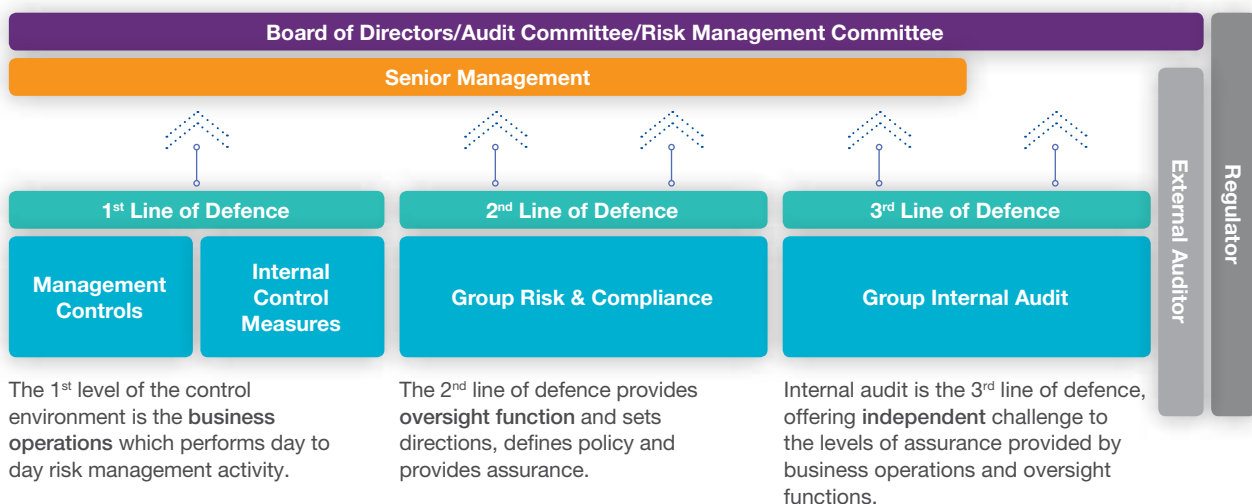 Board of Directors/Audit Committee/Risk Management Committee
Senior Management
1st Line of Defence
2nd Line of Defence
3rd Line of Defence
Management
Controls
Internal
Control
Measures
Group Risk & Compliance
Group Internal Audit
External Auditor
Regulator
The 1st level of the control
environment is the business
operations which performs day to
day risk management activity.
The 2nd line of defence provides
oversight function and sets
directions, defines policy and
provides assurance.
Internal audit is the 3rd line of defence,
offering independent challenge to
the levels of assurance provided by
business operations and oversight
functions.